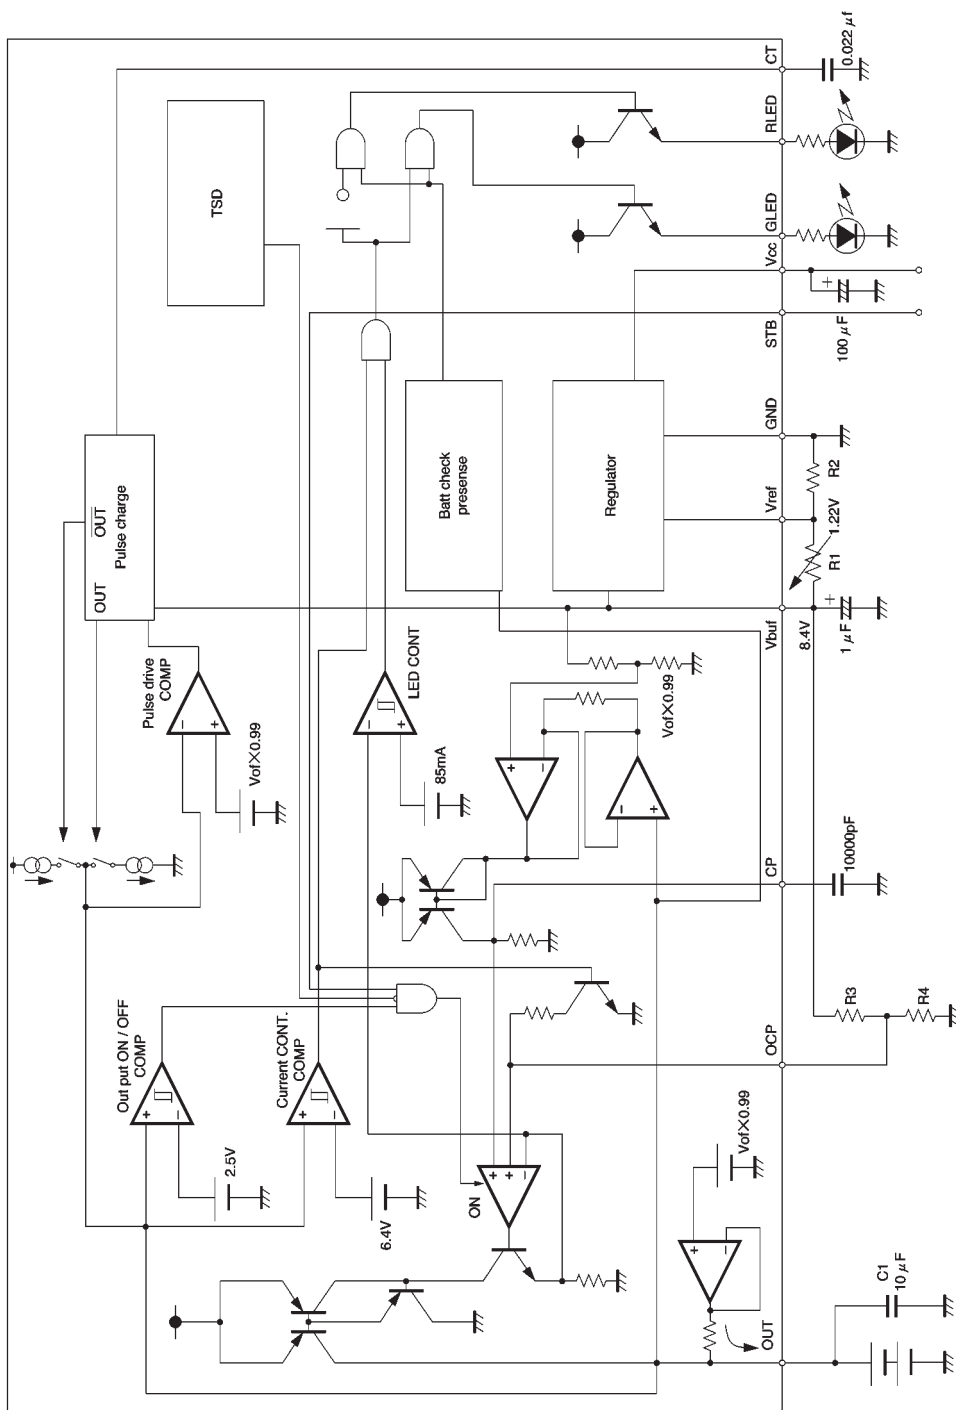 TSD
OUT
OUT
Pulse charge
Pulse drive
COMP
Vof×0.99
Out put ON / OFF
COMP
2.5V
Current CONT.
COMP
6.4V
LED CONT
85mA
ON
Batt check
presense
Regulator
Vof×0.99
Vof×0.99
OUT
CT
RLED
GLED
Vcc
STB
GND
Vref
Vbuf
CP
OCP
0.022 μf
100 μF
R2
1.22V
R1
8.4V
1 μF
10000pF
R3
R4
C1
10 μF
+
+
−
+
−
+
+
−
−
+
+
−
+
−
+
+
−
+
−
+